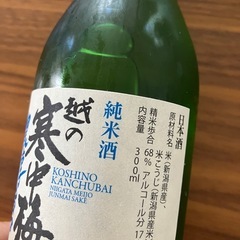 純米酒
越の
寒中梅
KOSHINO
KANCHUBAI
NIIGATA MEIJO
JUNMAI SAKE
日本酒
原材料名 米(新潟県産)、
米こうじ(新潟県産米
精米歩合 68% アルコール分 17
内容量 300ml